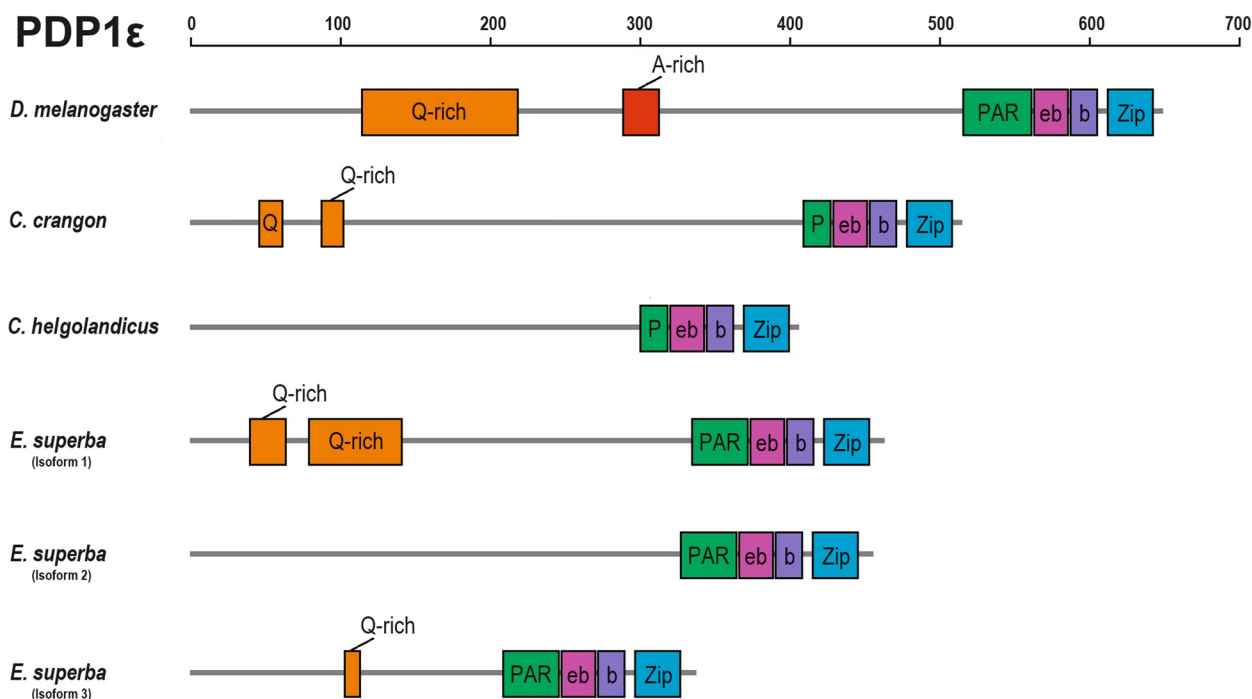 PDP1ε
0 100 200 300 400 500 600 700
A-rich
D. melanogaster Q-rich PAR eb b Zip
Q-rich
C. crangon Q P eb b Zip
C. helgolandicus P eb b Zip
Q-rich
E. superba Q-rich PAR eb b Zip
(Isoform 1)
E. superba PAR eb b Zip
(Isoform 2)
Q-rich
E. superba PAR eb b Zip
(Isoform 3)